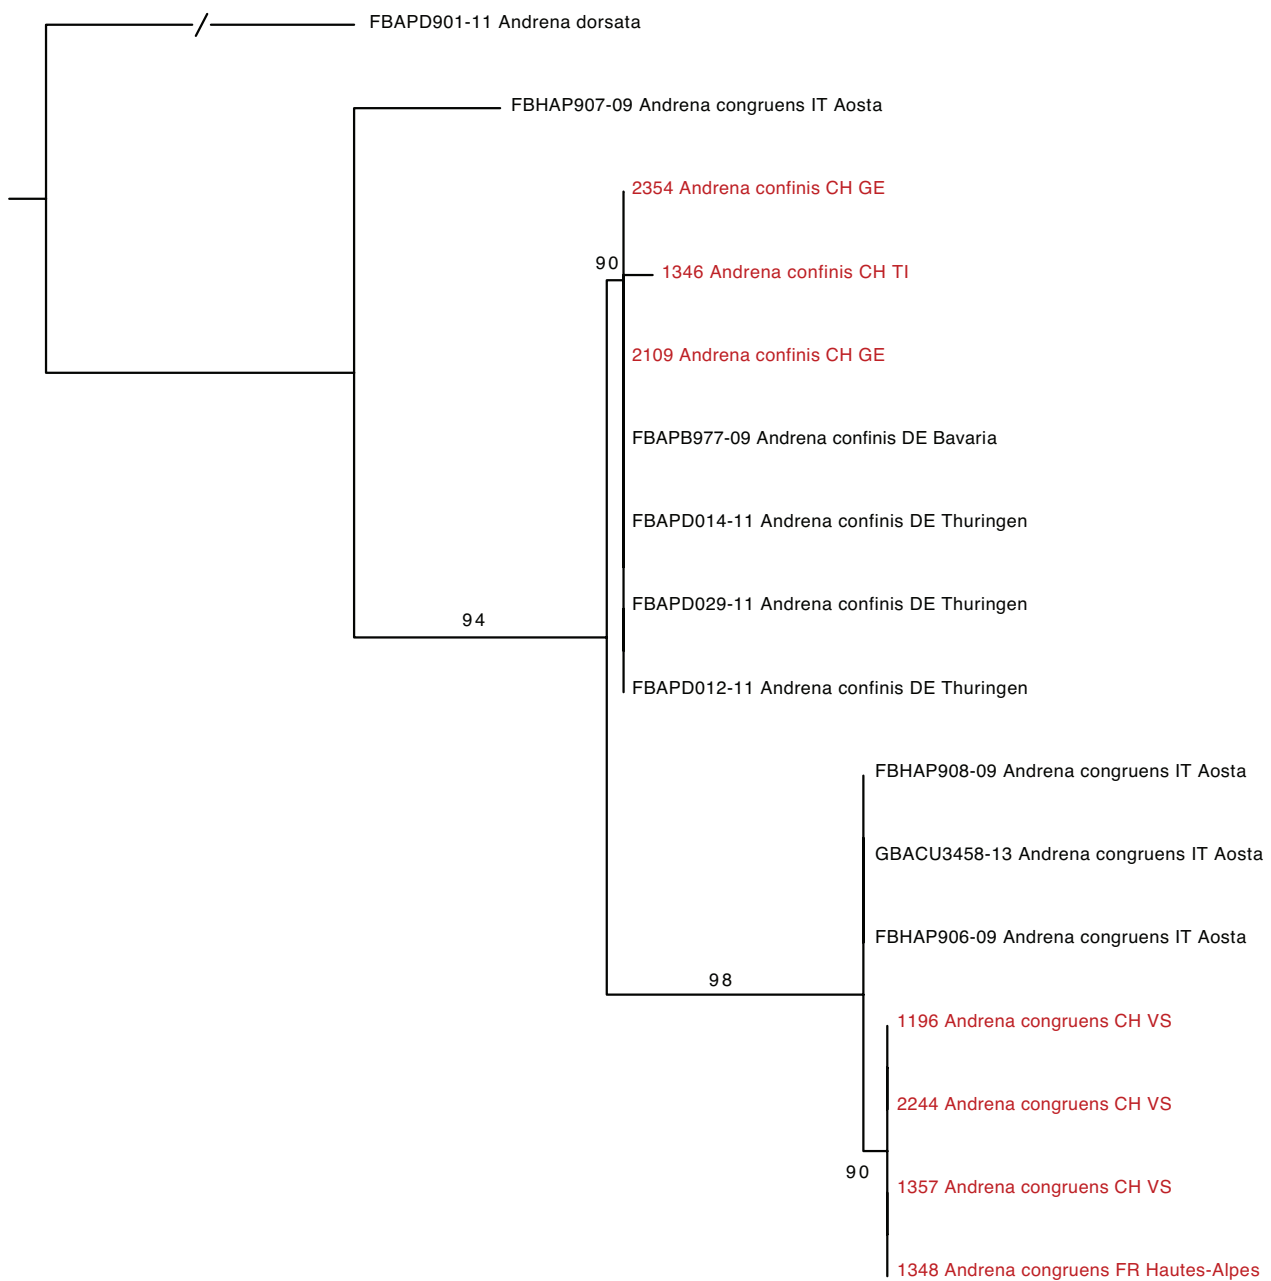 FBAPD901-11 Andrena dorsata
FBHAP907-09 Andrena congruens IT Aosta
2354 Andrena confinis CH GE
90
1346 Andrena confinis CH TI
2109 Andrena confinis CH GE
FBAPB977-09 Andrena confinis DE Bavaria
FBAPD014-11 Andrena confinis DE Thuringen
FBAPD029-11 Andrena confinis DE Thuringen
94
FBAPD012-11 Andrena confinis DE Thuringen
FBHAP908-09 Andrena congruens IT Aosta
GBACU3458-13 Andrena congruens IT Aosta
FBHAP906-09 Andrena congruens IT Aosta
98
1196 Andrena congruens CH VS
2244 Andrena congruens CH VS
90
1357 Andrena congruens CH VS
1348 Andrena congruens FR Hautes-Alpes